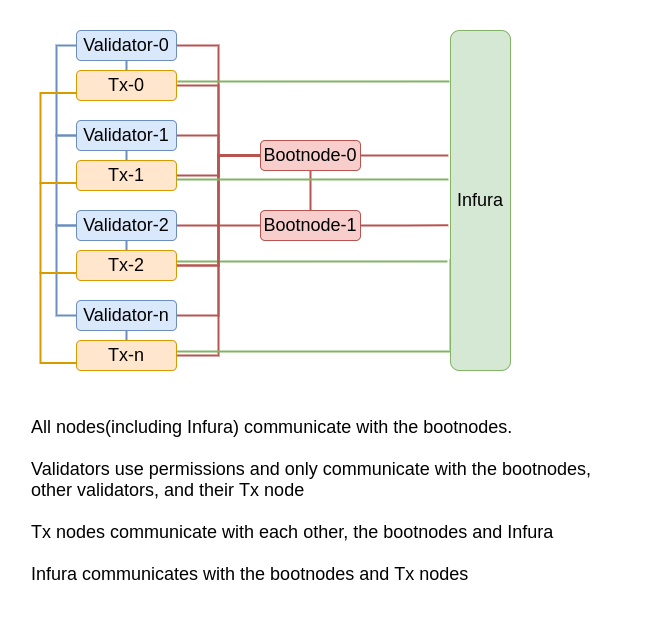 Validator-0
Tx-0
Validator-1
Tx-1
Validator-2
Tx-2
Validator-n
Tx-n
Bootnode-0
Bootnode-1
Infura
All nodes(including Infura) communicate with the bootnodes.
Validators use permissions and only communicate with the bootnodes,
other validators, and their Tx node
Tx nodes communicate with each other, the bootnodes and Infura
Infura communicates with the bootnodes and Tx nodes